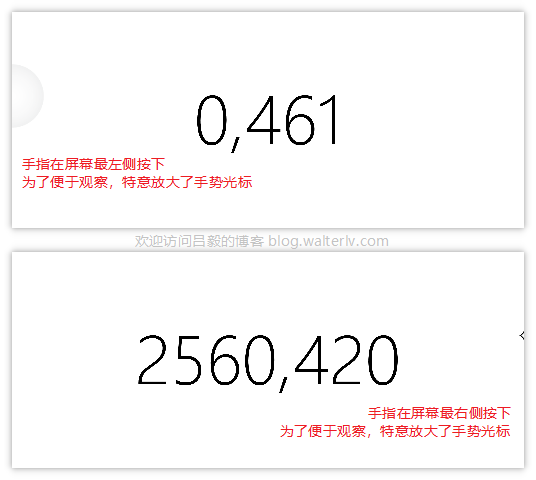 0,461
手指在屏幕最左侧按下
为了便于观察，特意放大了手势光标
欢迎访问吕毅的博客 blog.walterlv.com
2560,420
手指在屏幕最右侧按下
为了便于观察，特意放大了手势光标